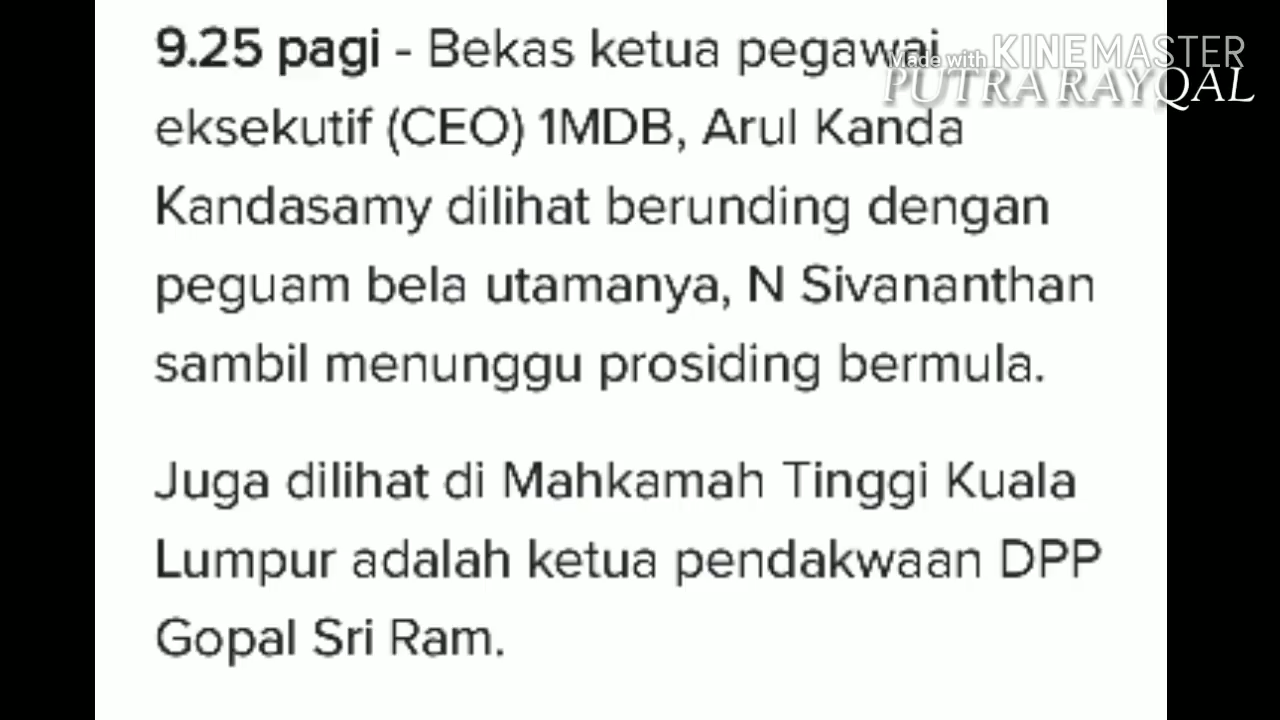 9.25 pagi - Bekas ketua pegawai
Made with KINEMASTER
PUTRA RAYQAL
eksekutif (CEO) 1MDB, Arul Kanda
Kandasamy dilihat berunding dengan
peguam bela utamanya, N Sivananthan
sambil menunggu prosiding bermula.
Juga dilihat di Mahkamah Tinggi Kuala
Lumpur adalah ketua pendakwaan DPP
Gopal Sri Ram.